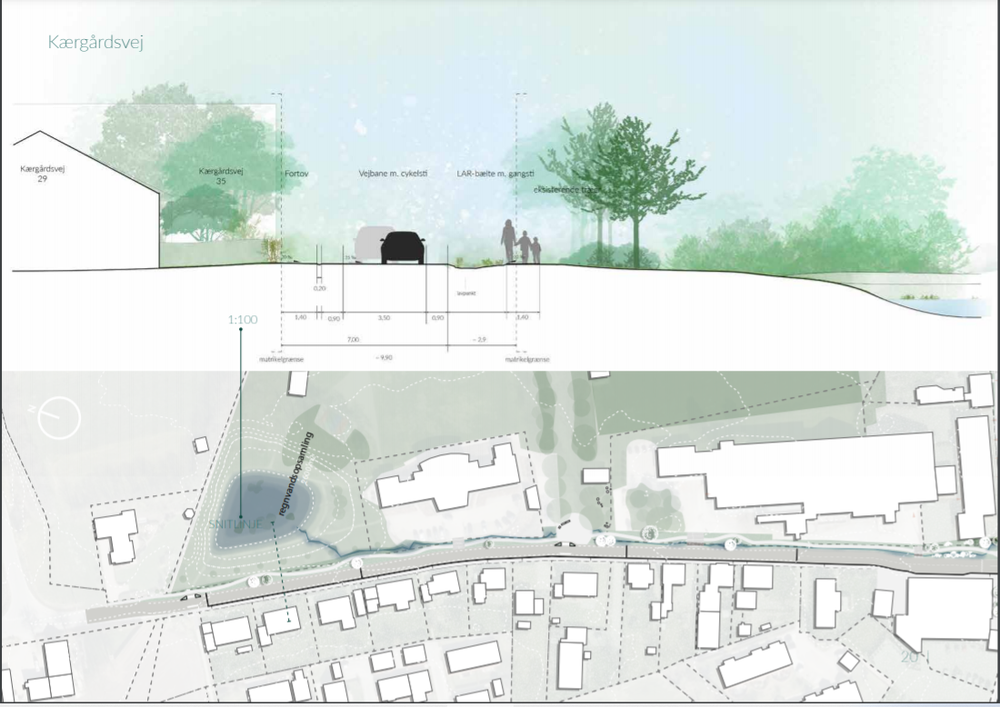 Kærgårdsvej
Kærgårdsvej
29
Kærgårdsvej
35
Fortov
Vejbane m. cykelsti
LAR-bælte m. gangsti
eksisterende træer
0,20
lavpunkt
1,40
0,90
3,50
0,90
1,40
1:100
7,00
~ 2,9
~ 9,90
matrikelgrænse
matrikelgrænse
N
regnvandsopsamling
SNITLINJE